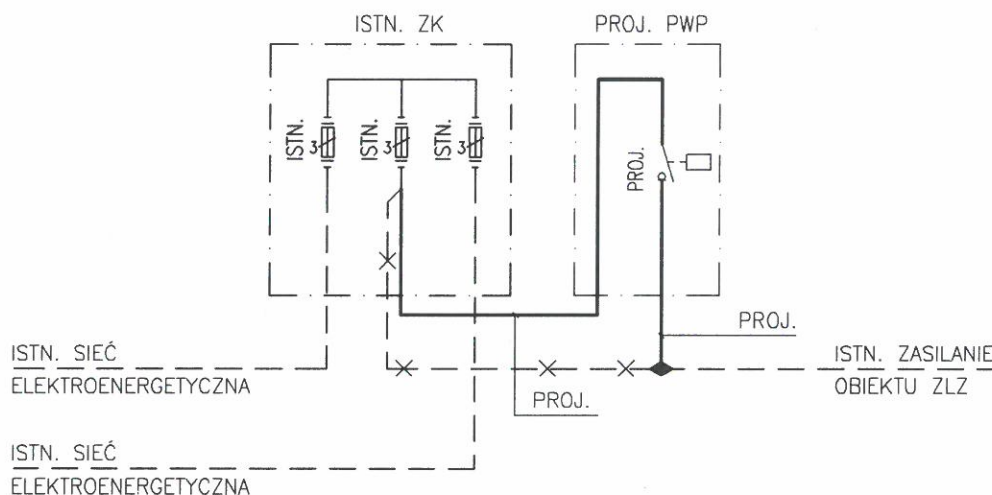 ISTN. ZK
PROJ. PWP
ISTN.
3
ISTN.
3
ISTN.
3
PROJ.
PROJ.
ISTN. SIEĆ
ELEKTROENERGETYCZNA
ISTN. ZASILANIE
OBIEKTU ZLZ
PROJ.
ISTN. SIEĆ
ELEKTROENERGETYCZNA